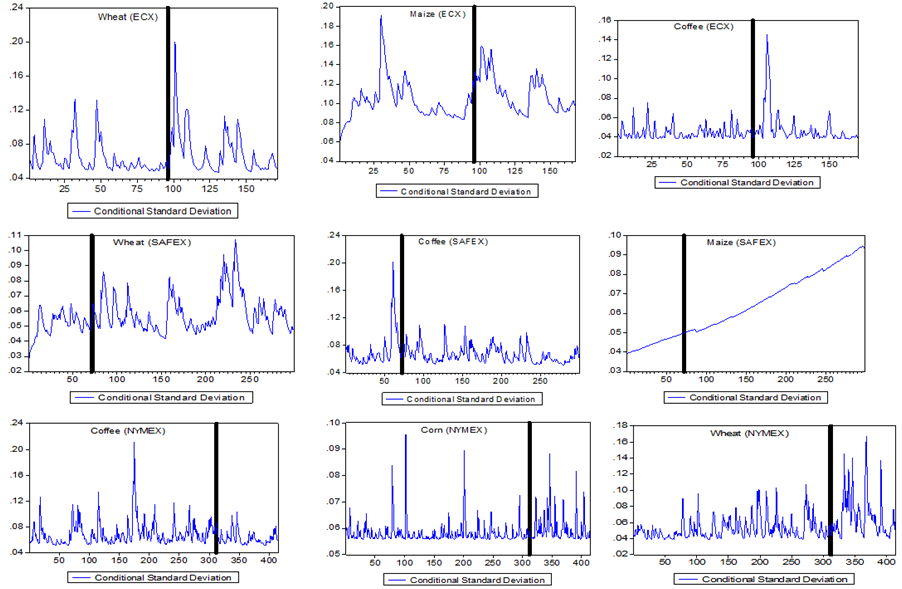 Wheat (ECX)
.24
.20
.16
.12
.08
.04
25 50 75 100 125 150
Conditional Standard Deviation
Maize (ECX)
.20
.18
.16
.14
.12
.10
.08
.06
.04
25 50 75 100 125 150
Conditional Standard Deviation
Coffee (ECX)
.16
.14
.12
.10
.08
.06
.04
.02
25 50 75 100 125 150
Conditional Standard Deviation
Wheat (SAFEX)
.11
.10
.09
.08
.07
.06
.05
.04
.03
.02
50 100 150 200 250
Conditional Standard Deviation
Coffee (SAFEX)
.24
.20
.16
.12
.08
.04
50 100 150 200 250
Conditional Standard Deviation
Maize (SAFEX)
.10
.09
.08
.07
.06
.05
.04
.03
50 100 150 200 250
Conditional Standard Deviation
Coffee (NYMEX)
.24
.20
.16
.12
.08
.04
50 100 150 200 250 300 350 400
Conditional Standard Deviation
Corn (NYMEX)
.10
.09
.08
.07
.06
.05
50 100 150 200 250 300 350 400
Conditional Standard Deviation
Wheat (NYMEX)
.18
.16
.14
.12
.10
.08
.06
.04
.02
50 100 150 200 250 300 350 400
Conditional Standard Deviation